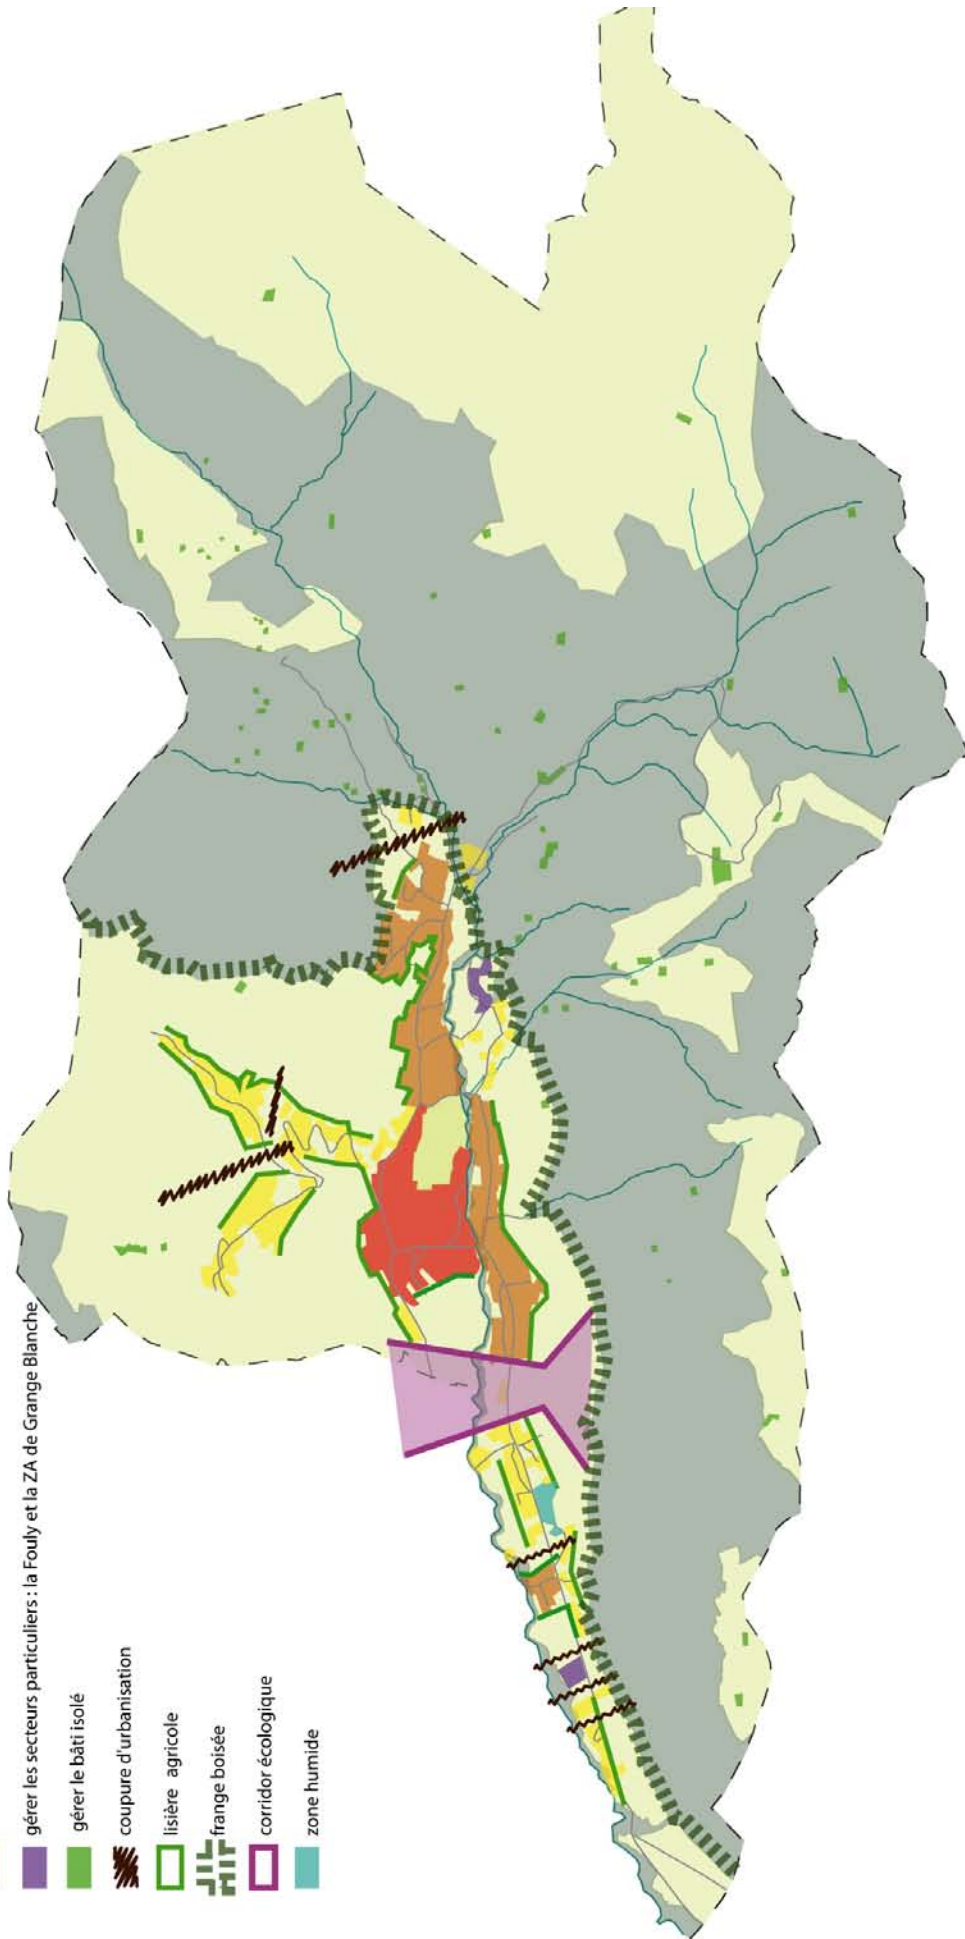 gérer les secteurs particuliers : la Fouly et la ZA de Grange Blanche
gérer le bâti isolé
coupure d'urbanisation
lisière agricole
frange boisée
corridor écologique
zone humide